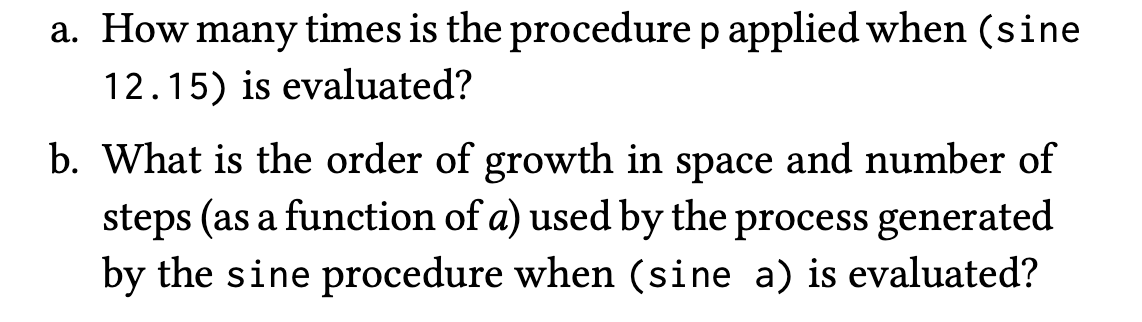 a. How many times is the procedure p applied when (sine
12.15) is evaluated?
b. What is the order of growth in space and number of
steps (as a function of a) used by the process generated
by the sine procedure when (sine a) is evaluated?